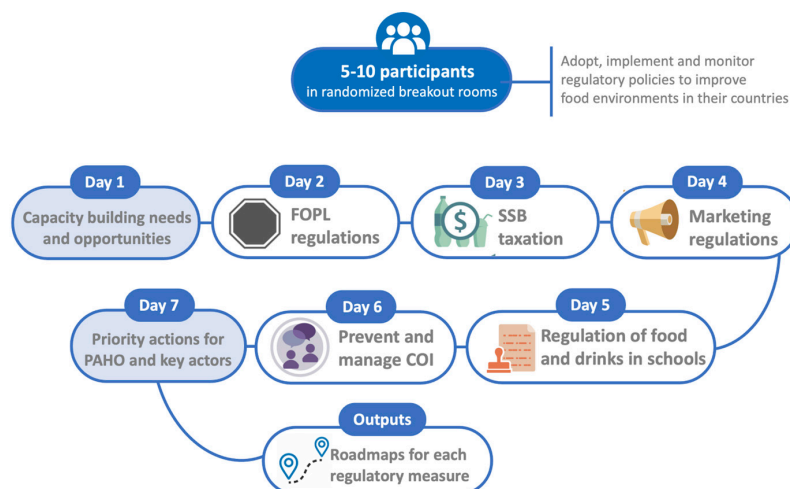 5-10 participants
in randomized breakout rooms
Adopt, implement and monitor
regulatory policies to improve
food environments in their countries
Day 1
Capacity building needs
and opportunities
Day 2
FOPL
regulations
Day 3
$
SSB
taxation
Day 4
Marketing
regulations
Day 5
Regulation of food
and drinks in schools
Day 6
Prevent and
manage COI
Day 7
Priority actions for
PAHO and key actors
Outputs
Roadmaps for each
regulatory measure